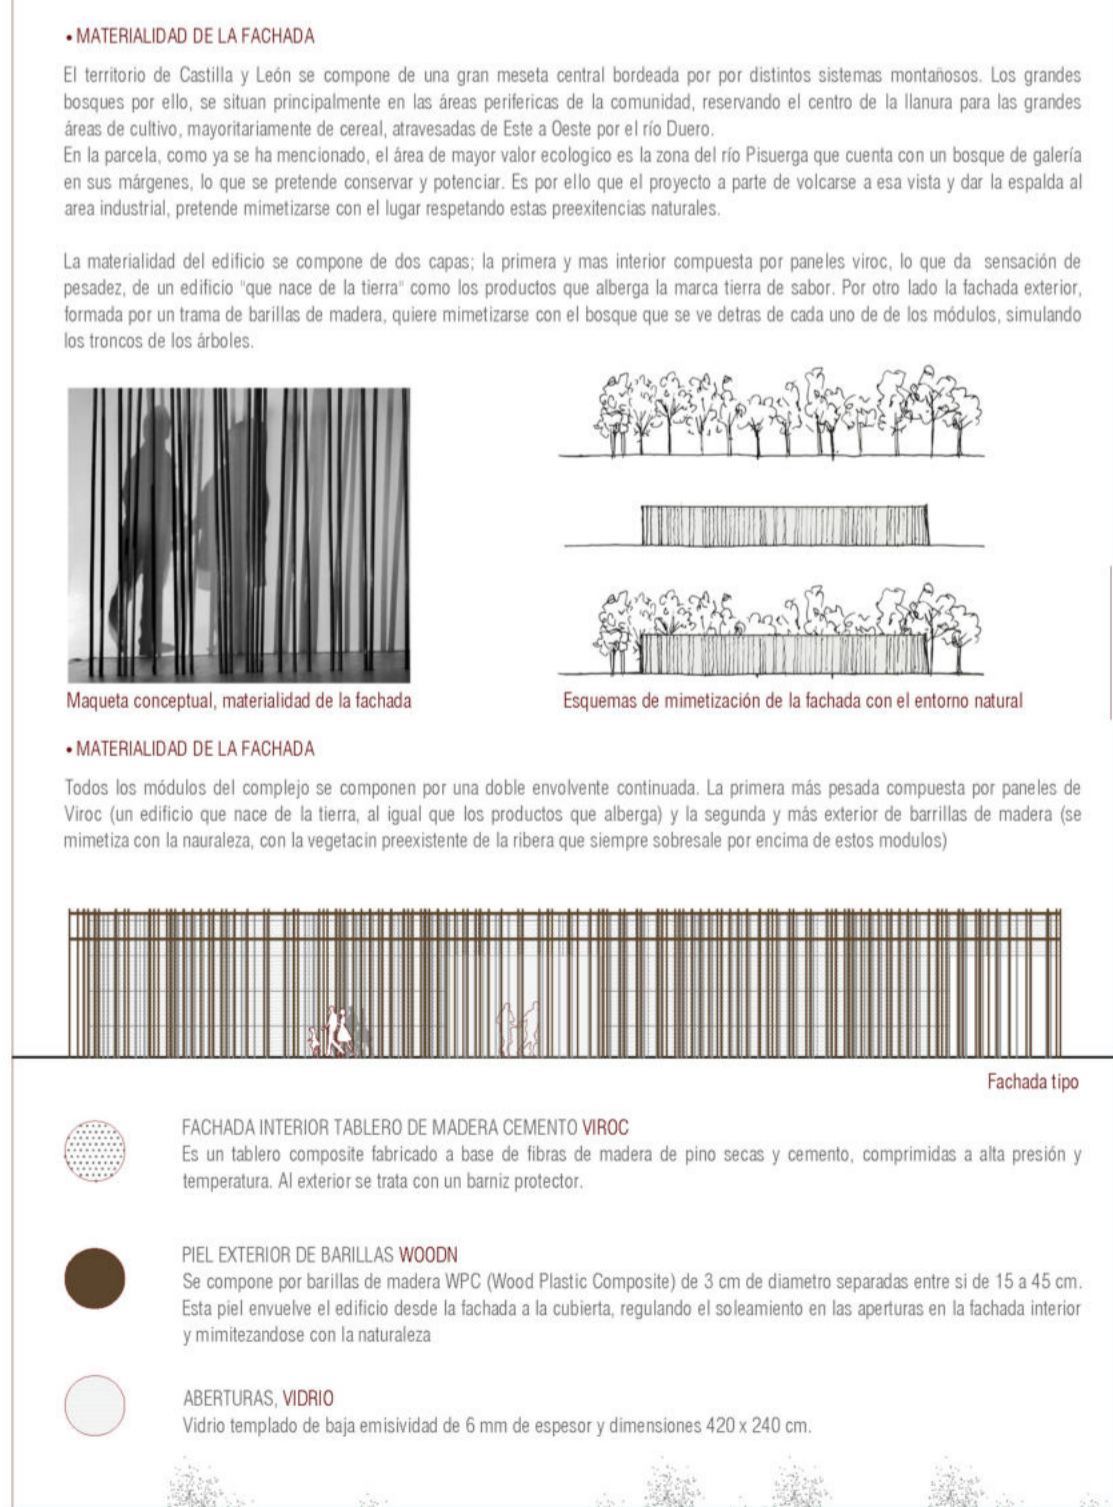 • MATERIALIDAD DE LA FACHADA
El territorio de Castilla y León se compone de una gran meseta central bordeada por por distintos sistemas montañosos. Los grandes
bosques por ello, se situan principalmente en las áreas perifericas de la comunidad, reservando el centro de la llanura para las grandes
áreas de cultivo, mayoritariamente de cereal, atravesadas de Este a Oeste por el río Duero.
En la parcela, como ya se ha mencionado, el área de mayor valor ecologico es la zona del río Pisuerga que cuenta con un bosque de galería
en sus márgenes, lo que se pretende conservar y potenciar. Es por ello que el proyecto a parte de volcarse a esa vista y dar la espalda al
area industrial, pretende mimetizarse con el lugar respetando estas preexitencias naturales.
La materialidad del edificio se compone de dos capas; la primera y mas interior compuesta por paneles viroc, lo que da sensación de
pesadez, de un edificio "que nace de la tierra" como los productos que alberga la marca tierra de sabor. Por otro lado la fachada exterior,
formada por un trama de barillas de madera, quiere mimetizarse con el bosque que se ve detras de cada uno de de los módulos, simulando
los troncos de los árboles.
Maqueta conceptual, materialidad de la fachada
Esquemas de mimetización de la fachada con el entorno natural
• MATERIALIDAD DE LA FACHADA
Todos los módulos del complejo se componen por una doble envolvente continuada. La primera más pesada compuesta por paneles de
Viroc (un edificio que nace de la tierra, al igual que los productos que alberga) y la segunda y más exterior de barrillas de madera (se
mimetiza con la nauraleza, con la vegetacin preexistente de la ribera que siempre sobresale por encima de estos modulos)
Fachada tipo
FACHADA INTERIOR TABLERO DE MADERA CEMENTO VIROC
Es un tablero composite fabricado a base de fibras de madera de pino secas y cemento, comprimidas a alta presión y
temperatura. Al exterior se trata con un barniz protector.
PIEL EXTERIOR DE BARILLAS WOODN
Se compone por barillas de madera WPC (Wood Plastic Composite) de 3 cm de diametro separadas entre si de 15 a 45 cm.
Esta piel envuelve el edificio desde la fachada a la cubierta, regulando el soleamiento en las aperturas en la fachada interior
y mimitezandose con la naturaleza
ABERTURAS, VIDRIO
Vidrio templado de baja emisividad de 6 mm de espesor y dimensiones 420 x 240 cm.